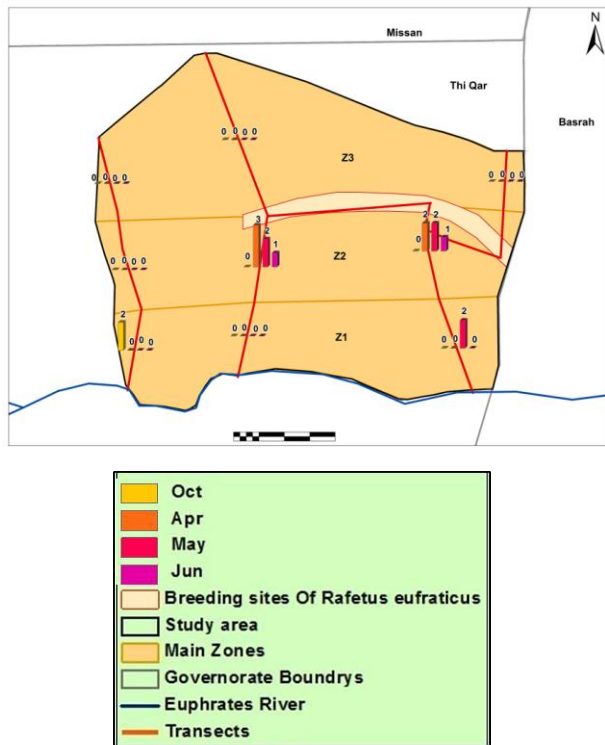 Missan
N
Thi Qar
Basrah
0 0 0 0
Z3
0 0 0 0
0 0 0 0
0 3 2 1
0 2 2 1
Z2
0 0 0 0
2 0 0 0
0 0 0 0
Z1
0 0 2 0
Oct
Apr
May
Jun
Breeding sites Of Rafetus eufraticus
Study area
Main Zones
Governorate Boundrys
Euphrates River
Transects